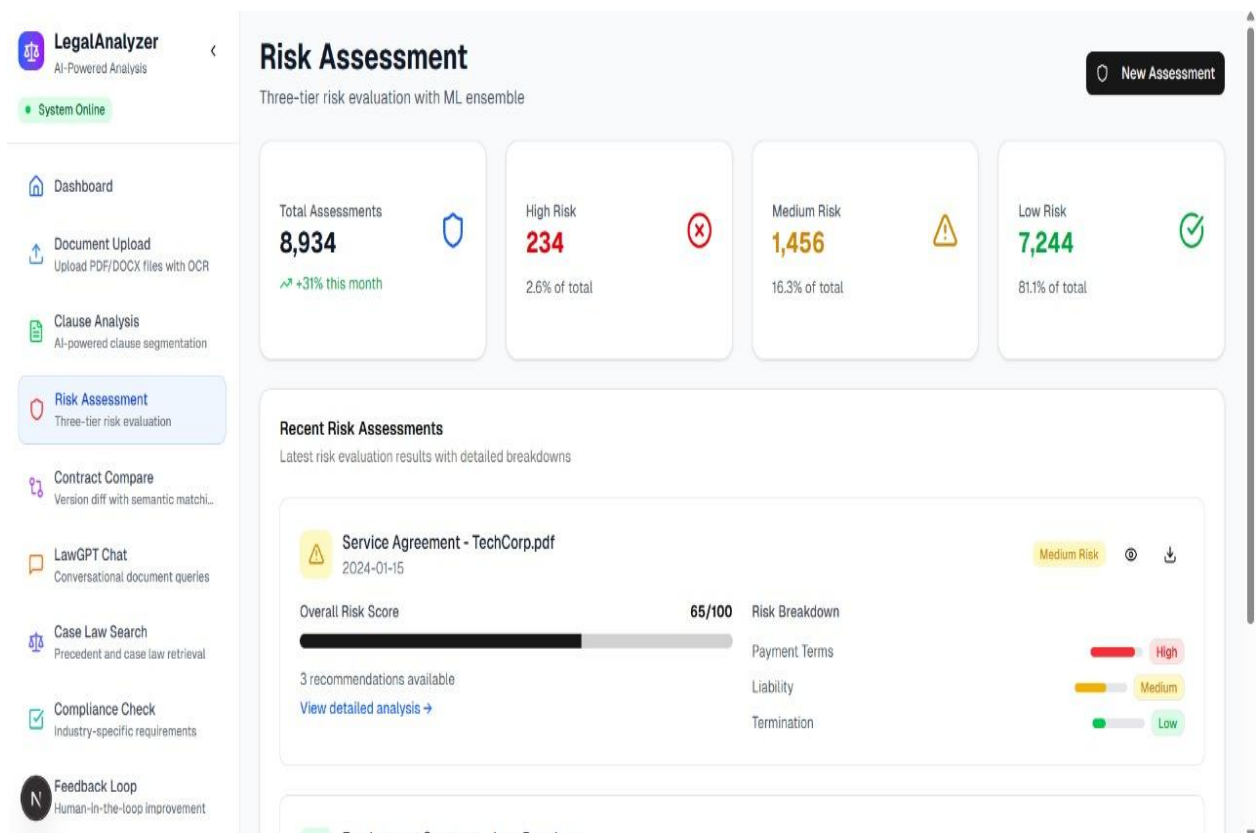 LegalAnalyzer
AI-Powered Analysis
System Online
Dashboard
Document Upload
Upload PDF/DOCX files with OCR
Clause Analysis
AI-powered clause segmentation
Risk Assessment
Three-tier risk evaluation
Contract Compare
Version diff with semantic matchi...
LawGPT Chat
Conversational document queries
Case Law Search
Precedent and case law retrieval
Compliance Check
Industry-specific requirements
N
Feedback Loop
Human-in-the-loop improvement
Risk Assessment
Three-tier risk evaluation with ML ensemble
New Assessment
Total Assessments
8,934
+31% this month
High Risk
234
2.6% of total
Medium Risk
1,456
16.3% of total
Low Risk
7,244
81.1% of total
Recent Risk Assessments
Latest risk evaluation results with detailed breakdowns
Service Agreement - TechCorp.pdf
2024-01-15
Medium Risk
Overall Risk Score 65/100
3 recommendations available
View detailed analysis →
Risk Breakdown
Payment Terms High
Liability Medium
Termination Low